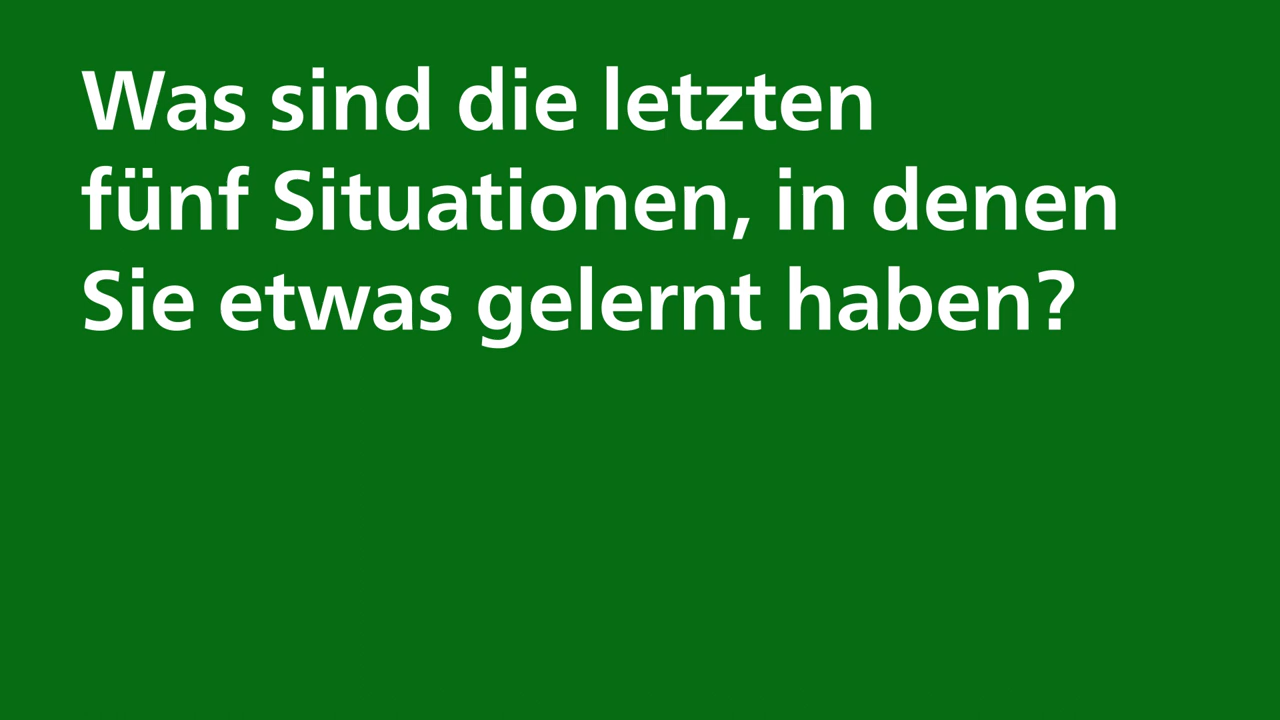 Was sind die letzten
fünf Situationen, in denen
Sie etwas gelernt haben?